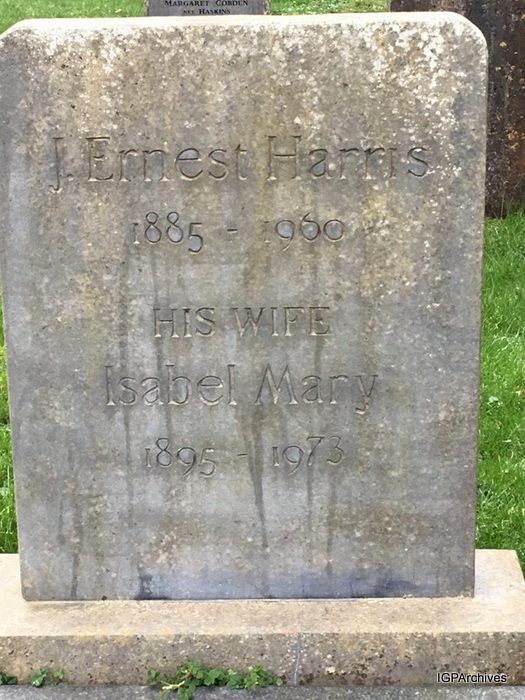 MARGARET COBDEN
NEE HASKINS
J. Ernest Harris
1885 - 1960
HIS WIFE
Isabel Mary
1895 - 1973
IGPArchives